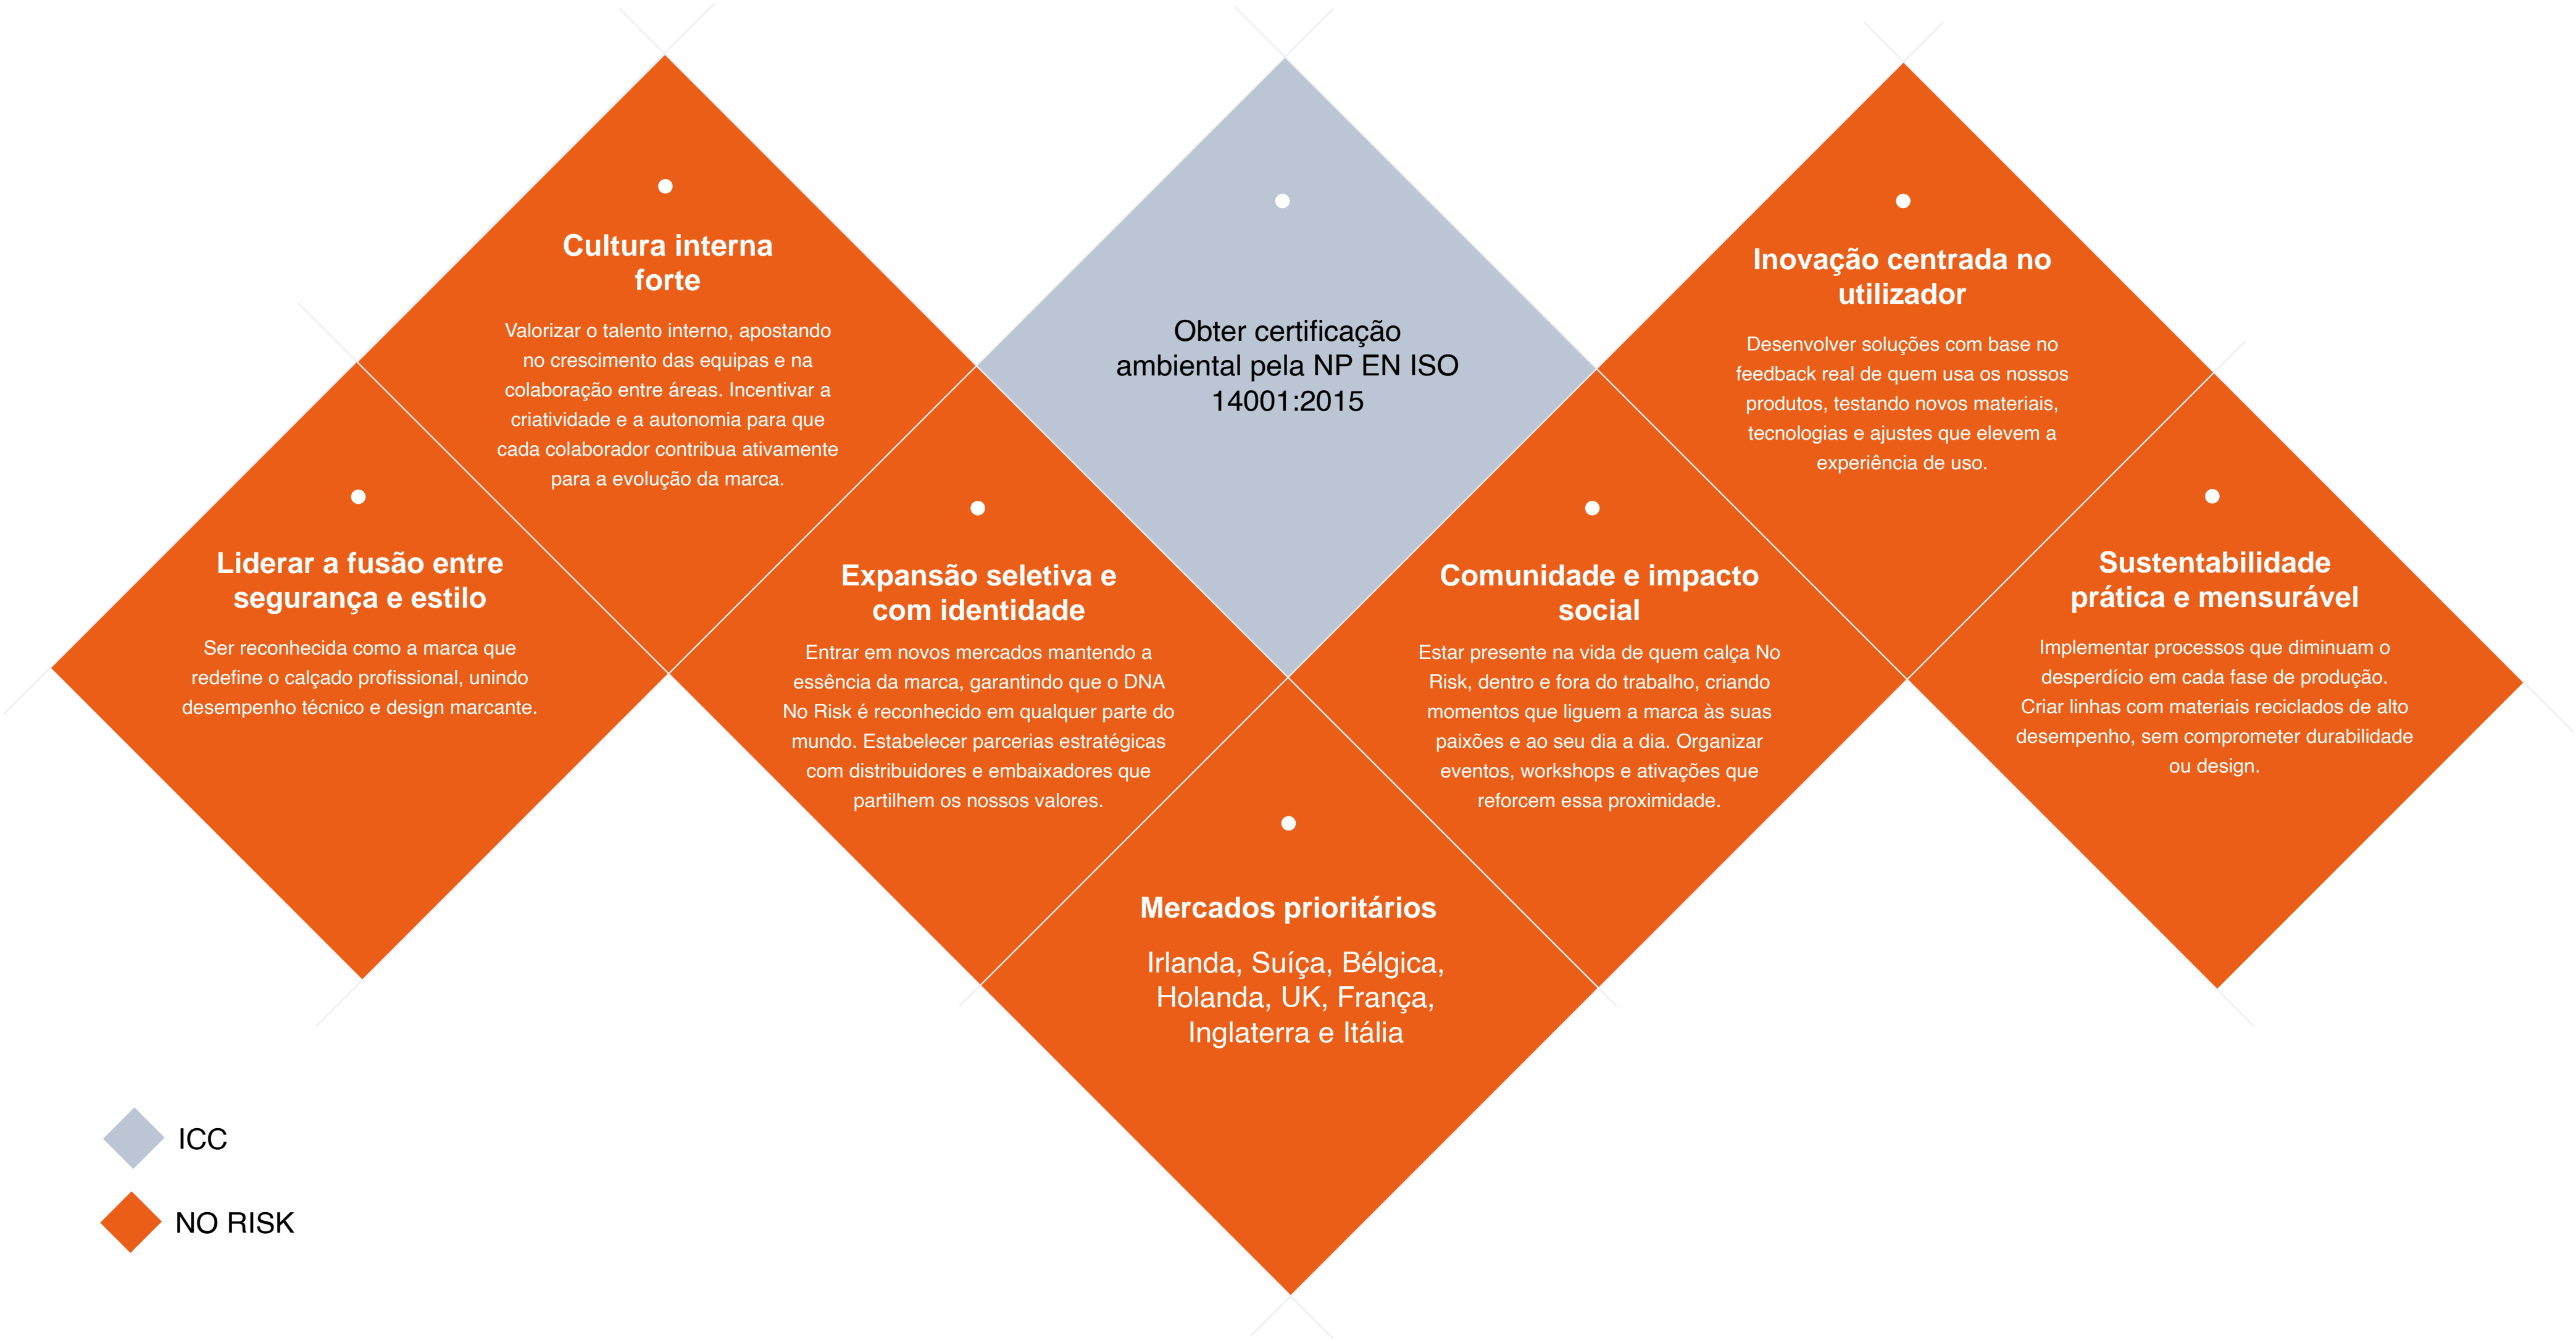 Cultura interna
forte
Valorizar o talento interno, apostando
no crescimento das equipas e na
colaboração entre áreas. Incentivar a
criatividade e a autonomia para que
cada colaborador contribua ativamente
para a evolução da marca.
Obter certificação
ambiental pela NP EN ISO
14001:2015
Inovação centrada no
utilizador
Desenvolver soluções com base no
feedback real de quem usa os nossos
produtos, testando novos materiais,
tecnologias e ajustes que elevem a
experiência de uso.
Liderar a fusão entre
segurança e estilo
Ser reconhecida como a marca que
redefine o calçado profissional, unindo
desempenho técnico e design marcante.
Expansão seletiva e
com identidade
Entrar em novos mercados mantendo a
essência da marca, garantindo que o DNA
No Risk é reconhecido em qualquer parte do
mundo. Estabelecer parcerias estratégicas
com distribuidores e embaixadores que
partilhem os nossos valores.
Comunidade e impacto
social
Estar presente na vida de quem calça No
Risk, dentro e fora do trabalho, criando
momentos que liguem a marca às suas
paixões e ao seu dia a dia. Organizar
eventos, workshops e ativações que
reforcem essa proximidade.
Sustentabilidade
prática e mensurável
Implementar processos que diminuam o
desperdício em cada fase de produção.
Criar linhas com materiais reciclados de alto
desempenho, sem comprometer durabilidade
ou design.
Mercados prioritários
Irlanda, Suíça, Bélgica,
Holanda, UK, França,
Inglaterra e Itália
ICC
NO RISK